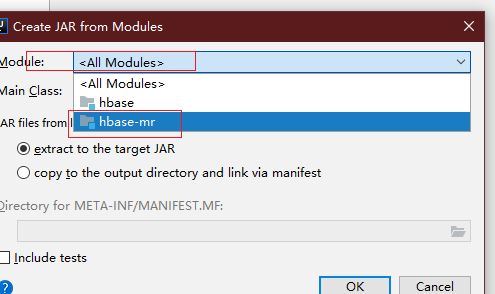 Create JAR from Modules
Module: <All Modules>
<All Modules>
Main Class:
hbase
hbase-mr
AR files from l
extract to the target JAR
copy to the output directory and link via manifest
Directory for META-INF/MANIFEST.MF:
Include tests
? OK Cancel